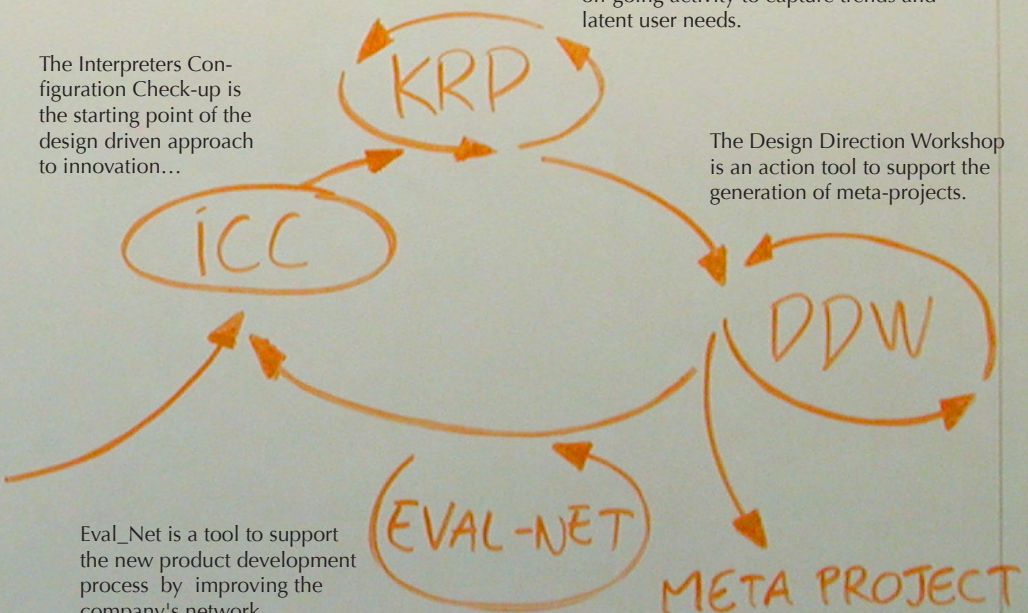 on-going activity to capture trends and
latent user needs.
The Interpreters Con-
figuration Check-up is
the starting point of the
design driven approach
to innovation…
KRP
The Design Direction Workshop
is an action tool to support the
generation of meta-projects.
iCC
DDW
EVAL-NET
Eval_Net is a tool to support
the new product development
process by improving the
company's network
META PROJECT